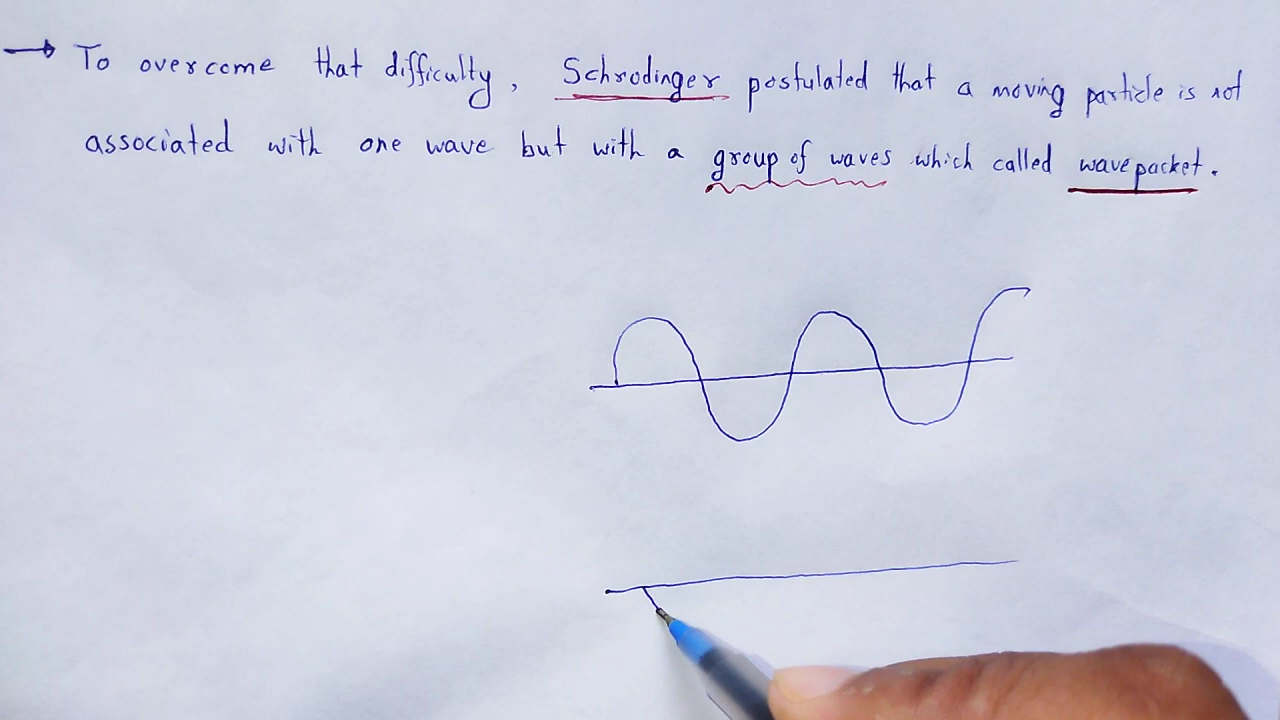 → To overcome that difficulty, Schrodinger postulated that a moving particle is not
associated with one wave but with a group of waves which called wavepacket.